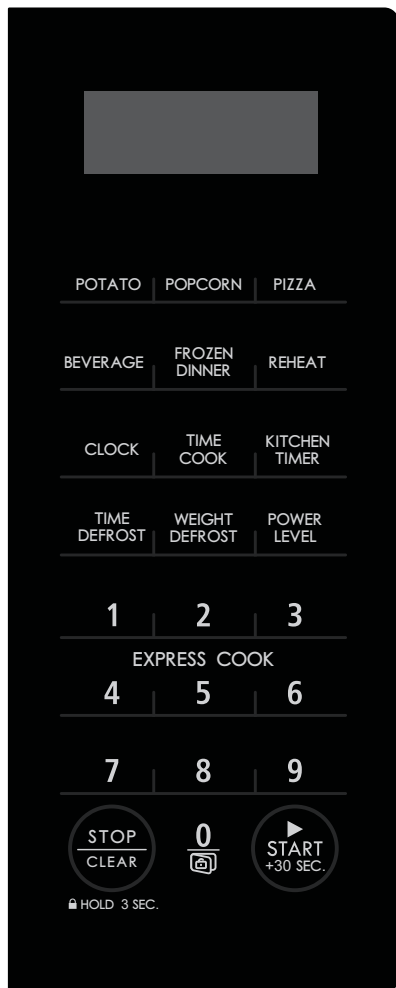 POTATO POPCORN PIZZA
BEVERAGE FROZEN DINNER REHEAT
CLOCK TIME COOK KITCHEN TIMER
TIME DEFROST WEIGHT DEFROST POWER LEVEL
1 2 3
EXPRESS COOK
4 5 6
7 8 9
STOP
CLEAR
0
START
+30 SEC.
HOLD 3 SEC.